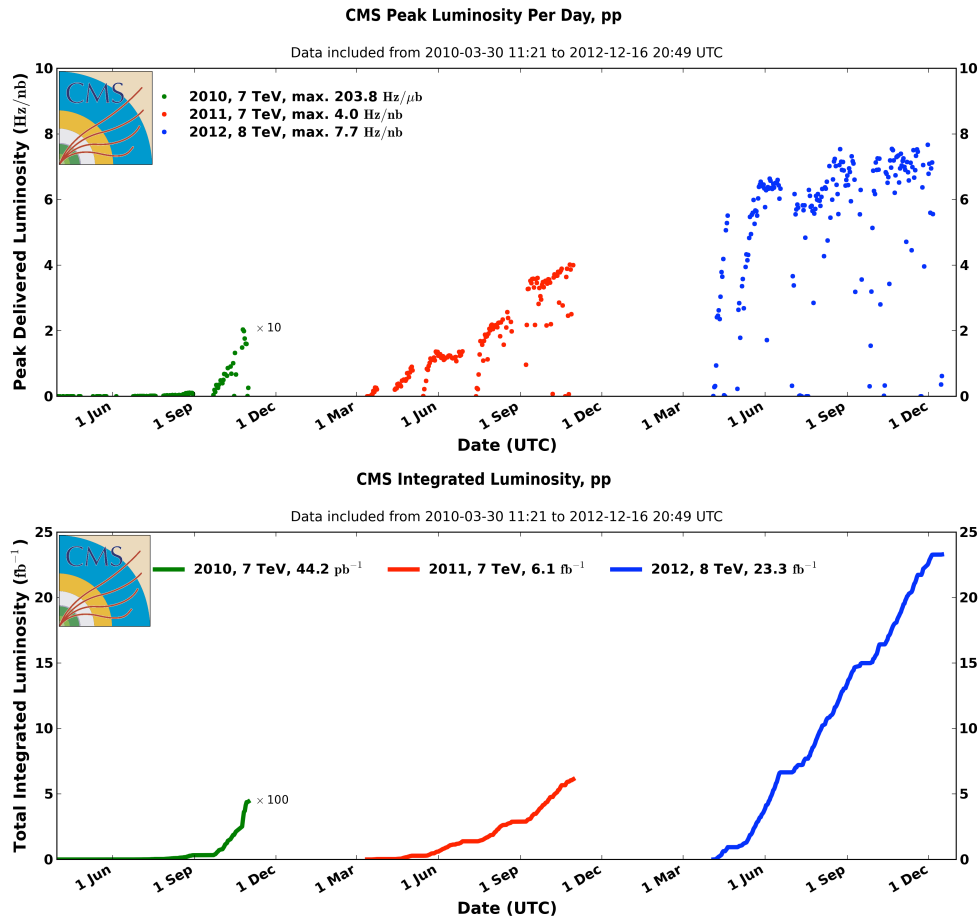 CMS Peak Luminosity Per Day, pp
Data included from 2010-03-30 11:21 to 2012-12-16 20:49 UTC
Peak Delivered Luminosity (Hz/nb)
10
8
6
4
2
0
CMS
2010, 7 TeV, max. 203.8 Hz/μb
2011, 7 TeV, max. 4.0 Hz/nb
2012, 8 TeV, max. 7.7 Hz/nb
× 10
10
8
6
4
2
0
1 Jun
1 Sep
1 Dec
1 Mar
1 Jun
1 Sep
1 Dec
1 Mar
1 Jun
1 Sep
1 Dec
Date (UTC)
CMS Integrated Luminosity, pp
Data included from 2010-03-30 11:21 to 2012-12-16 20:49 UTC
Total Integrated Luminosity (fb⁻¹)
25
20
15
10
5
0
CMS
2010, 7 TeV, 44.2 pb⁻¹
2011, 7 TeV, 6.1 fb⁻¹
2012, 8 TeV, 23.3 fb⁻¹
× 100
25
20
15
10
5
0
1 Jun
1 Sep
1 Dec
1 Mar
1 Jun
1 Sep
1 Dec
1 Mar
1 Jun
1 Sep
1 Dec
Date (UTC)